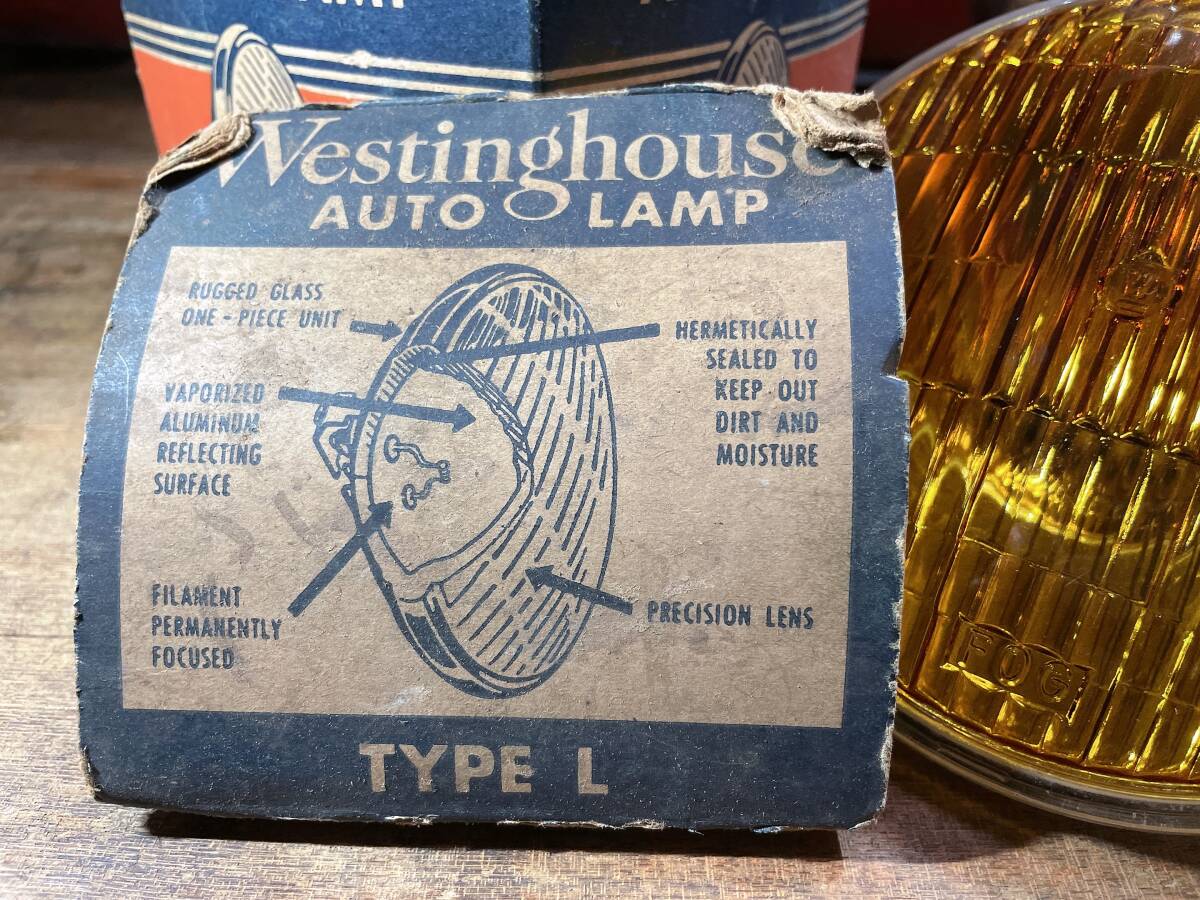 Westinghouse
AUTO LAMP
RUGGED GLASS
ONE-PIECE UNIT
HERMETICALLY
SEALED TO
KEEP OUT
DIRT AND
MOISTURE
VAPORIZED
ALUMINUM
REFLECTING
SURFACE
FILAMENT
PERMANENTLY
FOCUSED
PRECISION LENS
TYPE L
W
FOG